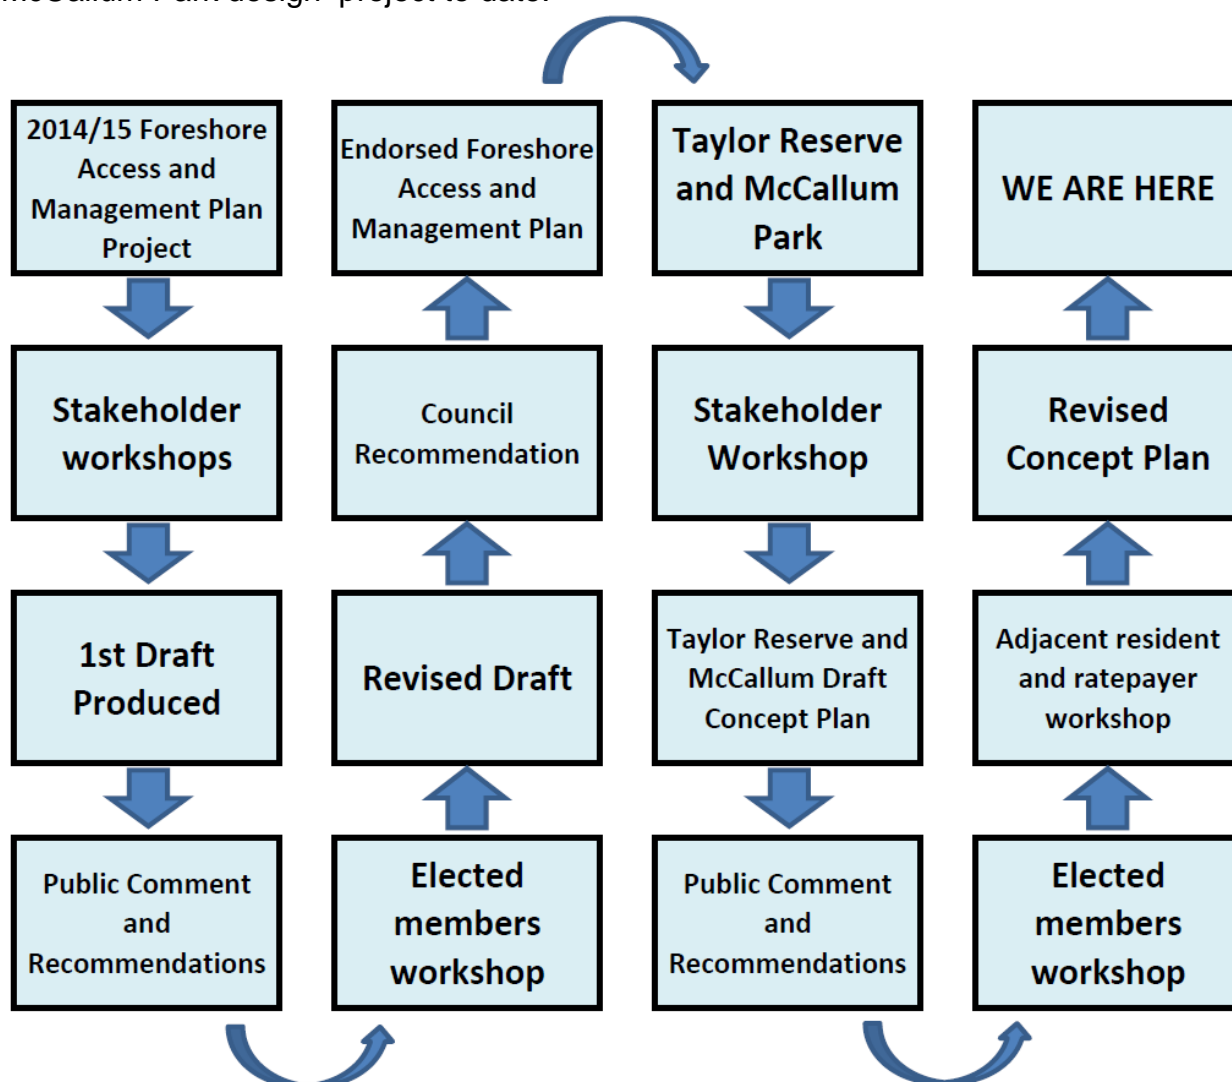 McCallum Park design project to date.
2014/15 Foreshore
Access and
Management Plan
Project
Stakeholder
workshops
1st Draft
Produced
Public Comment
and
Recommendations
Elected
members
workshop
Revised Draft
Council
Recommendation
Endorsed Foreshore
Access and
Management Plan
Taylor Reserve
and McCallum
Park
Stakeholder
Workshop
Taylor Reserve and
McCallum Draft
Concept Plan
Public Comment
and
Recommendations
Elected
members
workshop
Adjacent resident
and ratepayer
workshop
Revised
Concept Plan
WE ARE HERE